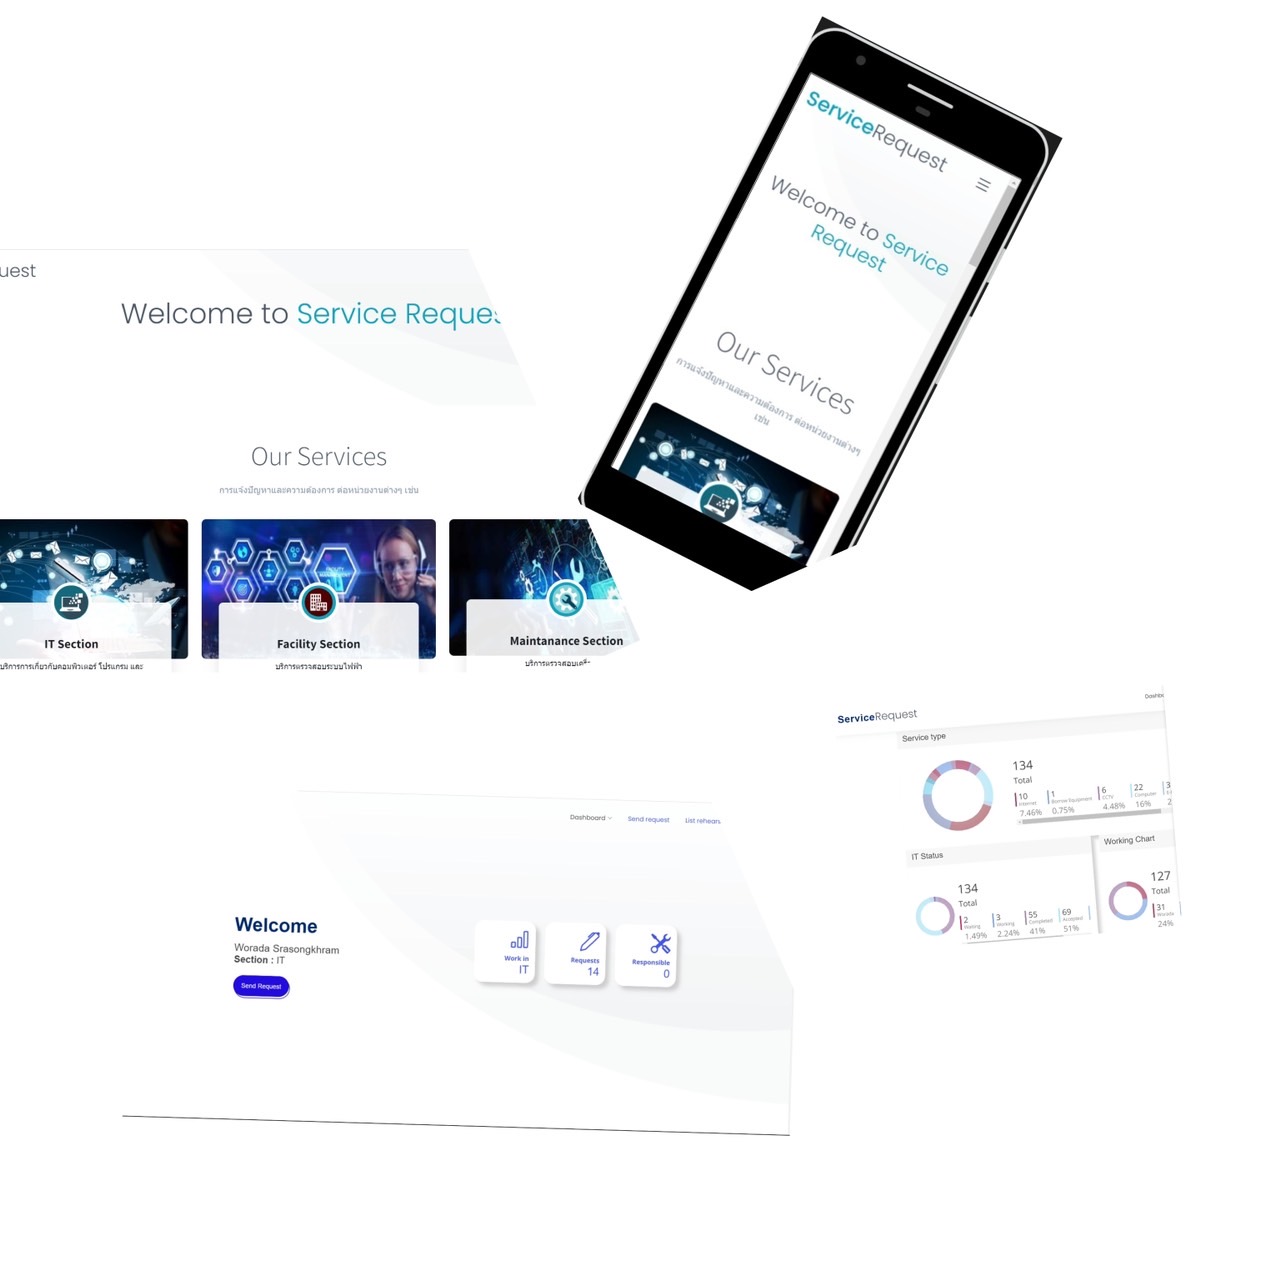 ServiceRequest
Welcome to Service
Request
Our Services
การแจ้งปัญหาและความต้องการ ต่อหน่วยงานต่างๆ
เช่น
uest
Welcome to Service Reques
Our Services
การแจ้งปัญหาและความต้องการ ต่อหน่วยงานต่างๆ เช่น
IT Section
บริการการเกี่ยวกับคอมพิวเตอร์ โปรแกรม และ
Facility Section
บริการตรวจสอบระบบไฟฟ้า
Maintanance Section
บริการตรวจสอบ
Dashboard
Send request
List rehears
Welcome
Worada Srasongkhram
Section : IT
Send Request
Work in
IT
Requests
14
Responsible
0
Dashbo
ServiceRequest
Service type
134
Total
10
Internet
7.46%
1
Borrow Equipment
0.75%
6
CCTV
4.48%
22
Computer
16%
3
2
IT Status
134
Total
2
Waiting
1.49%
3
Working
2.24%
55
Completed
41%
69
Accepted
51%
Working Chart
127
Total
31
Worada
24%